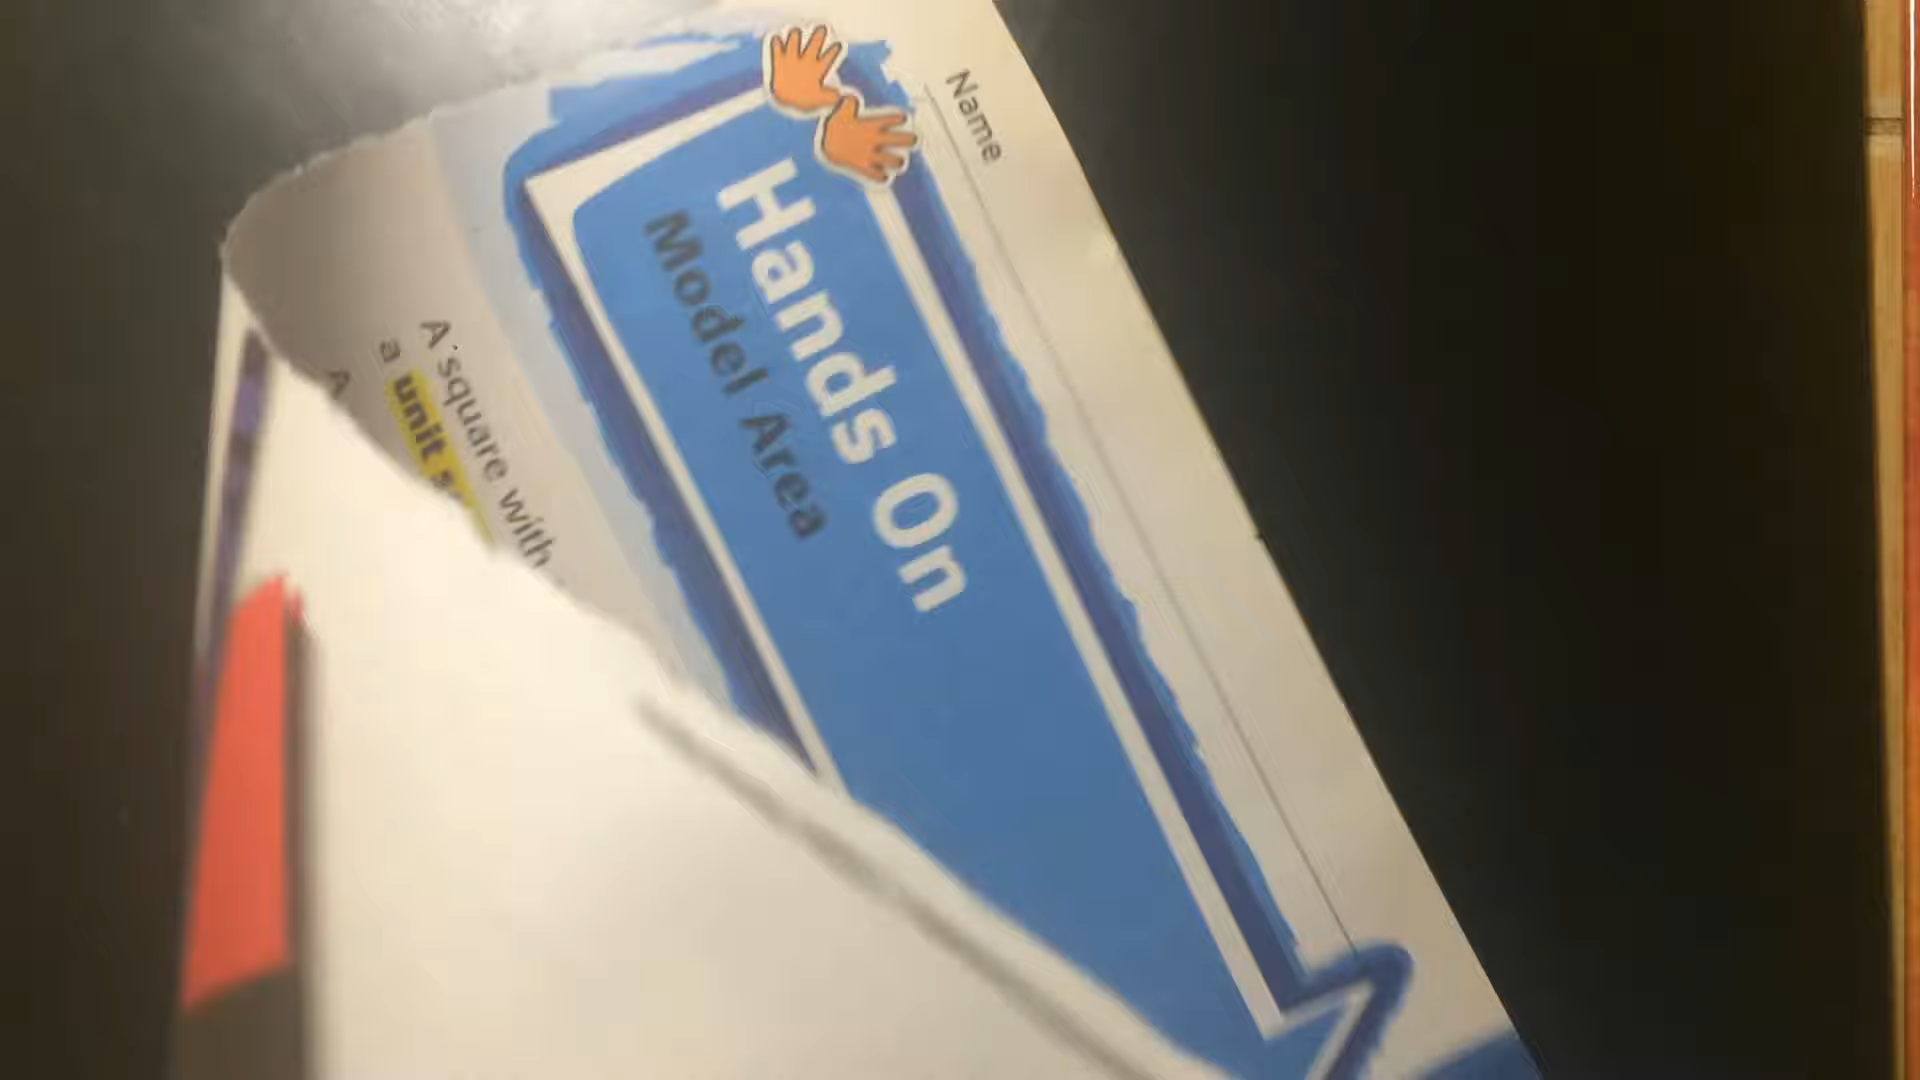 Name
Hands On
Model Area
A square with
a unit
A